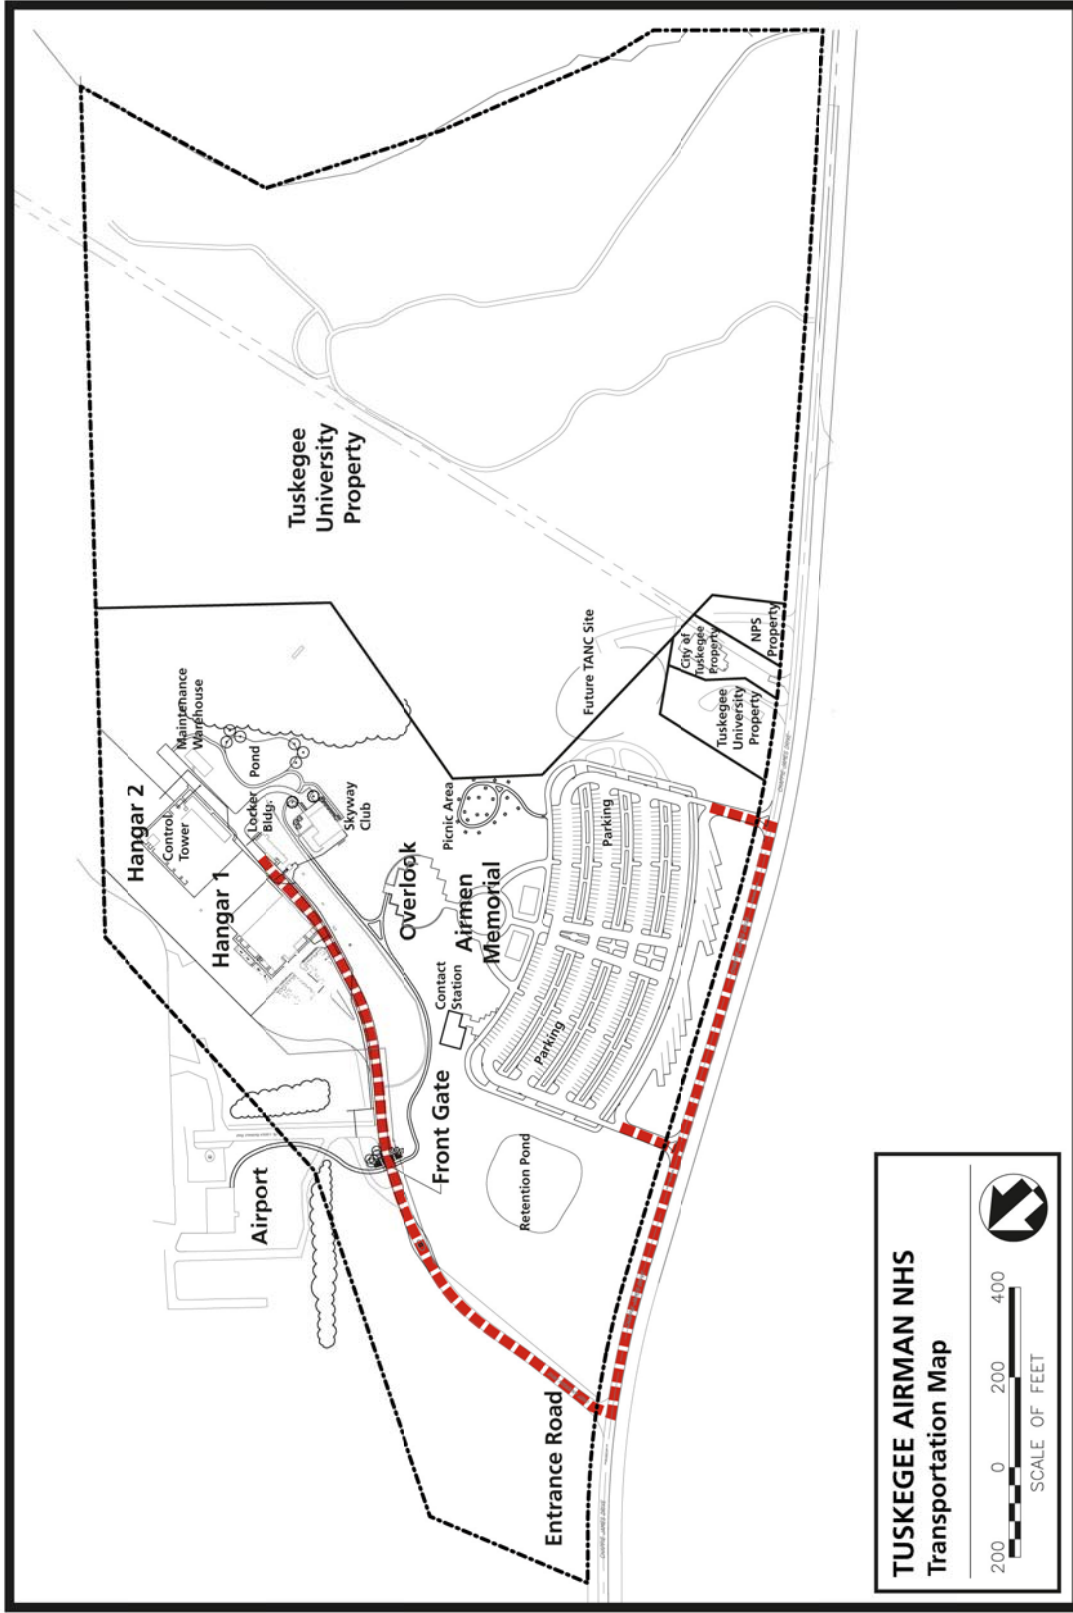 Tuskegee
University
Property
Hangar 2
Control
Tower
Maintenance
Warehouse
Pond
Locker
Bldg.
Skyway
Club
Hangar 1
Overlook
Picnic Area
Airmen
Memorial
Contact
Station
Future TANC Site
City of
Tuskegee
Property
NPS
Property
Tuskegee
University
Property
Parking
Parking
Airport
Front Gate
Retention Pond
Entrance Road
TUSKEGEE AIRMAN NHS
Transportation Map
200 0 200 400
SCALE OF FEET